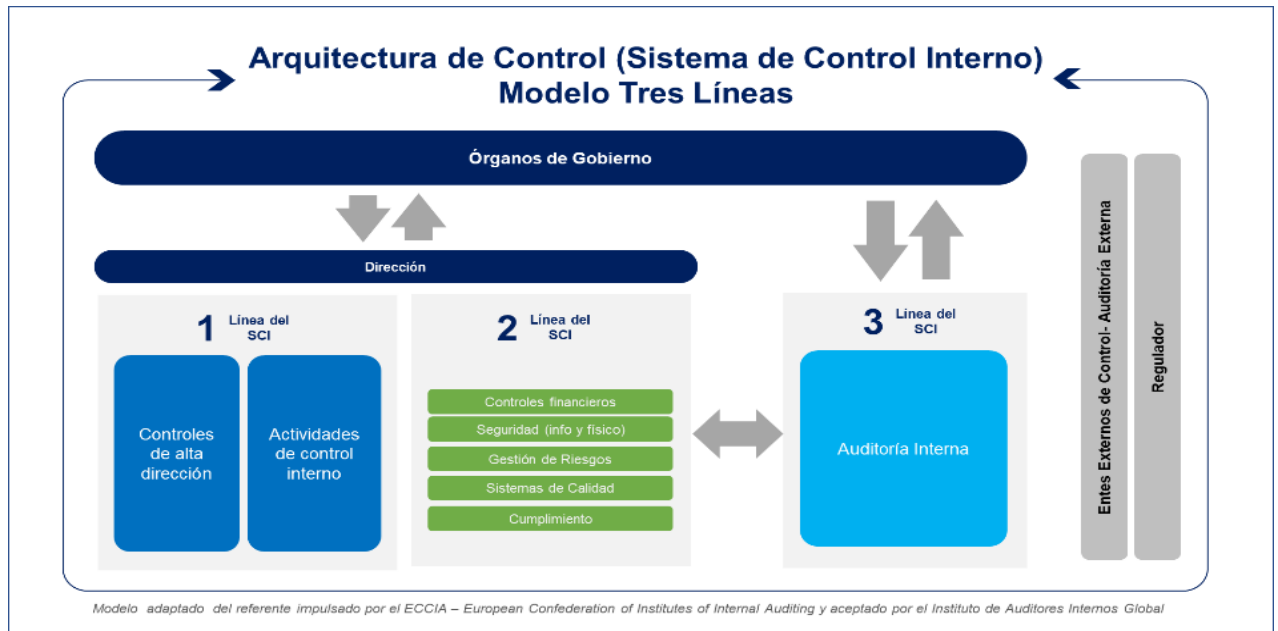 Arquitectura de Control (Sistema de Control Interno)
Modelo Tres Líneas
Órganos de Gobierno
Dirección
1 Línea del
SCI
Controles
de alta
dirección
Actividades
de control
interno
2 Línea del
SCI
Controles financieros
Seguridad (info y físico)
Gestión de Riesgos
Sistemas de Calidad
Cumplimiento
3 Línea del
SCI
Auditoría Interna
Entes Externos de Control- Auditoría Externa
Regulador
Modelo adaptado del referente impulsado por el ECCIA – European Confederation of Institutes of Internal Auditing y aceptado por el Instituto de Auditores Internos Global